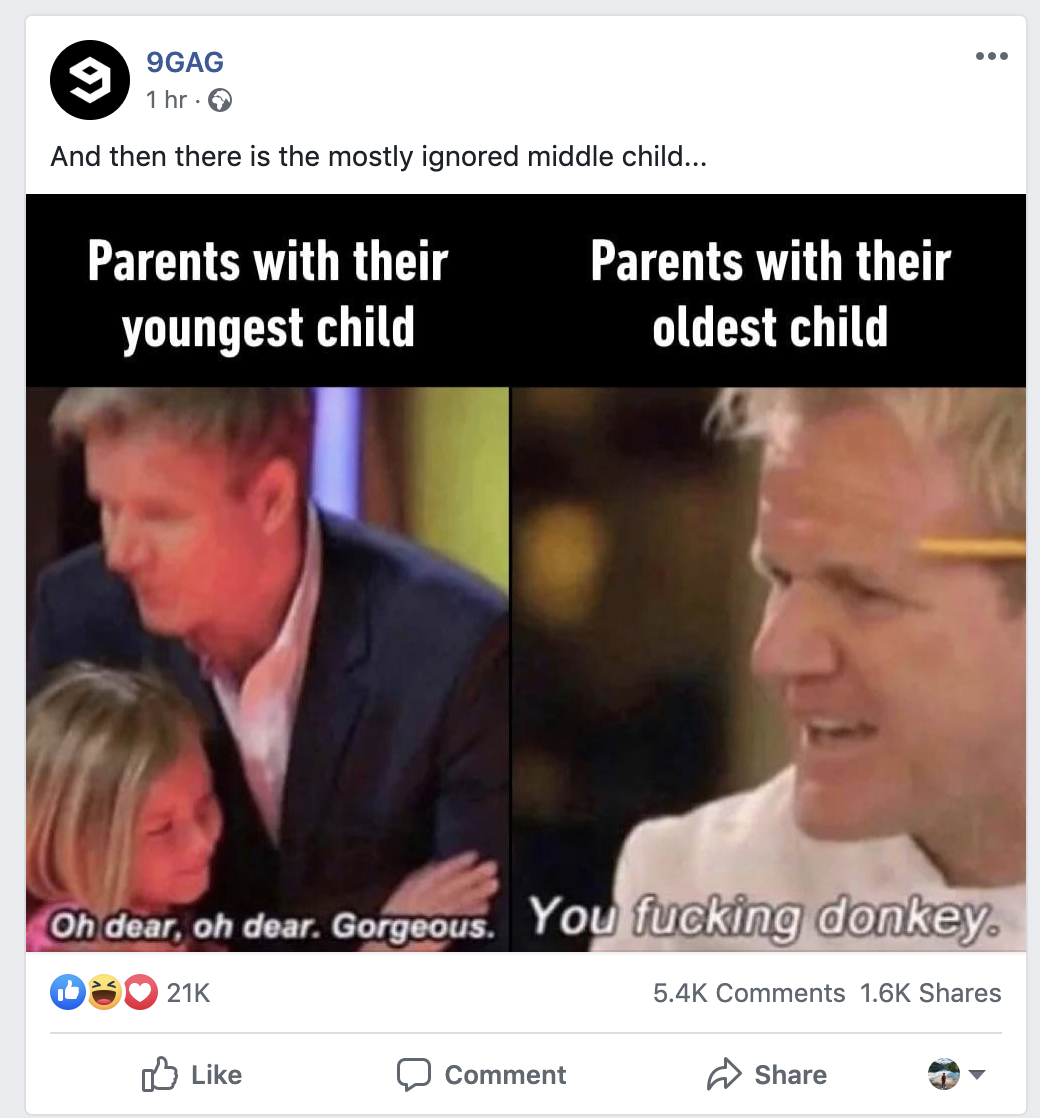 9GAG
1 hr ·
And then there is the mostly ignored middle child...
Parents with their
youngest child
Parents with their
oldest child
Oh dear, oh dear. Gorgeous.
You fucking donkey.
21K
5.4K Comments 1.6K Shares
Like
Comment
Share